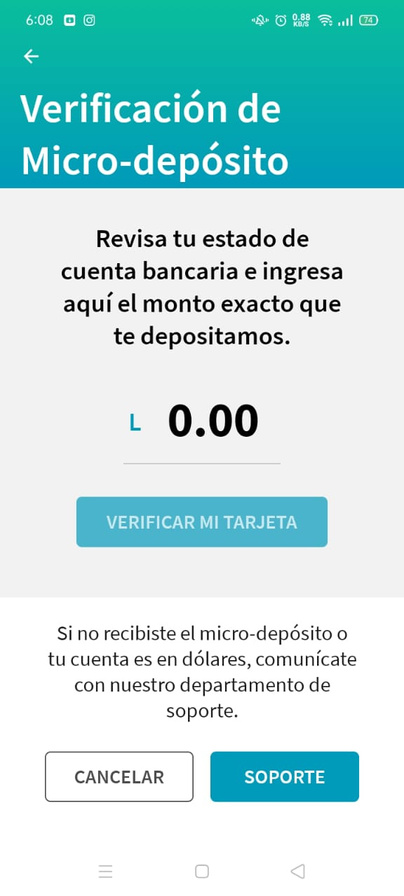 6:08
0.88
KB/S
74
Verificación de
Micro-depósito
Revisa tu estado de
cuenta bancaria e ingresa
aquí el monto exacto que
te depositamos.
L 0.00
VERIFICAR MI TARJETA
Si no recibiste el micro-depósito o
tu cuenta es en dólares, comunícate
con nuestro departamento de
soporte.
CANCELAR
SOPORTE